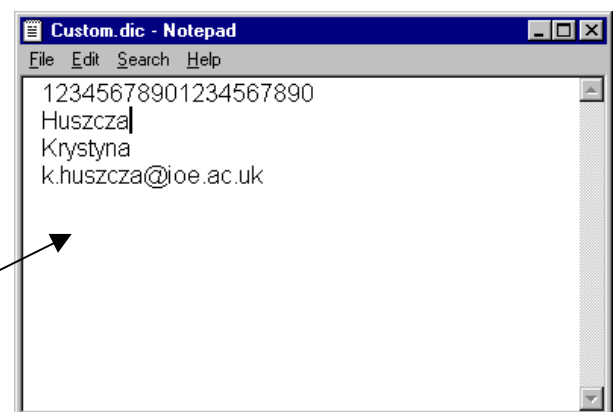 Custom.dic - Notepad
File Edit Search Help
12345678901234567890
Huszcza
Krystyna
k.huszcza@ioe.ac.uk